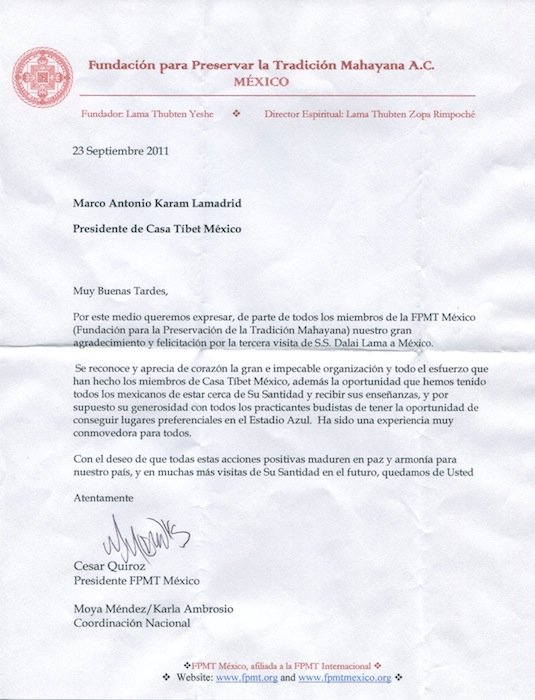 Fundación para Preservar la Tradición Mahayana A.C.
MÉXICO
Fundador: Lama Thubten Yeshe ❖ Director Espiritual: Lama Thubten Zopa Rimpoché
23 Septiembre 2011
Marco Antonio Karam Lamadrid
Presidente de Casa Tíbet México
Muy Buenas Tardes,
Por este medio queremos expresar, de parte de todos los miembros de la FPMT México
(Fundación para la Preservación de la Tradición Mahayana) nuestro gran
agradecimiento y felicitación por la tercera visita de S.S. Dalai Lama a México.
Se reconoce y aprecia de corazón la gran e impecable organización y todo el esfuerzo que
han hecho los miembros de Casa Tíbet México, además la oportunidad que hemos tenido
todos los mexicanos de estar cerca de Su Santidad y recibir sus enseñanzas, y por
supuesto su generosidad con todos los practicantes budistas de tener la oportunidad de
conseguir lugares preferenciales en el Estadio Azul. Ha sido una experiencia muy
conmovedora para todos.
Con el deseo de que todas estas acciones positivas maduren en paz y armonía para
nuestro país, y en muchas más visitas de Su Santidad en el futuro, quedamos de Usted
Atentamente
Cesar Quiroz
Presidente FPMT México
Moya Méndez/Karla Ambrosio
Coordinación Nacional
❖FPMT México, afiliada a la FPMT Internacional ❖
❖ Website: www.fpmt.org and www.fpmtmexico.org ❖